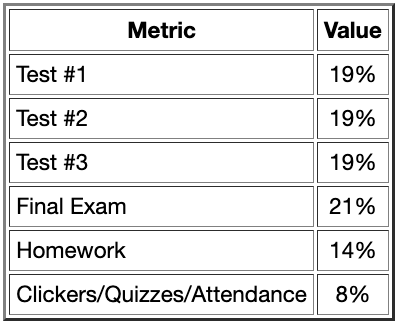 Metric Value
Test #1 19%
Test #2 19%
Test #3 19%
Final Exam 21%
Homework 14%
Clickers/Quizzes/Attendance 8%